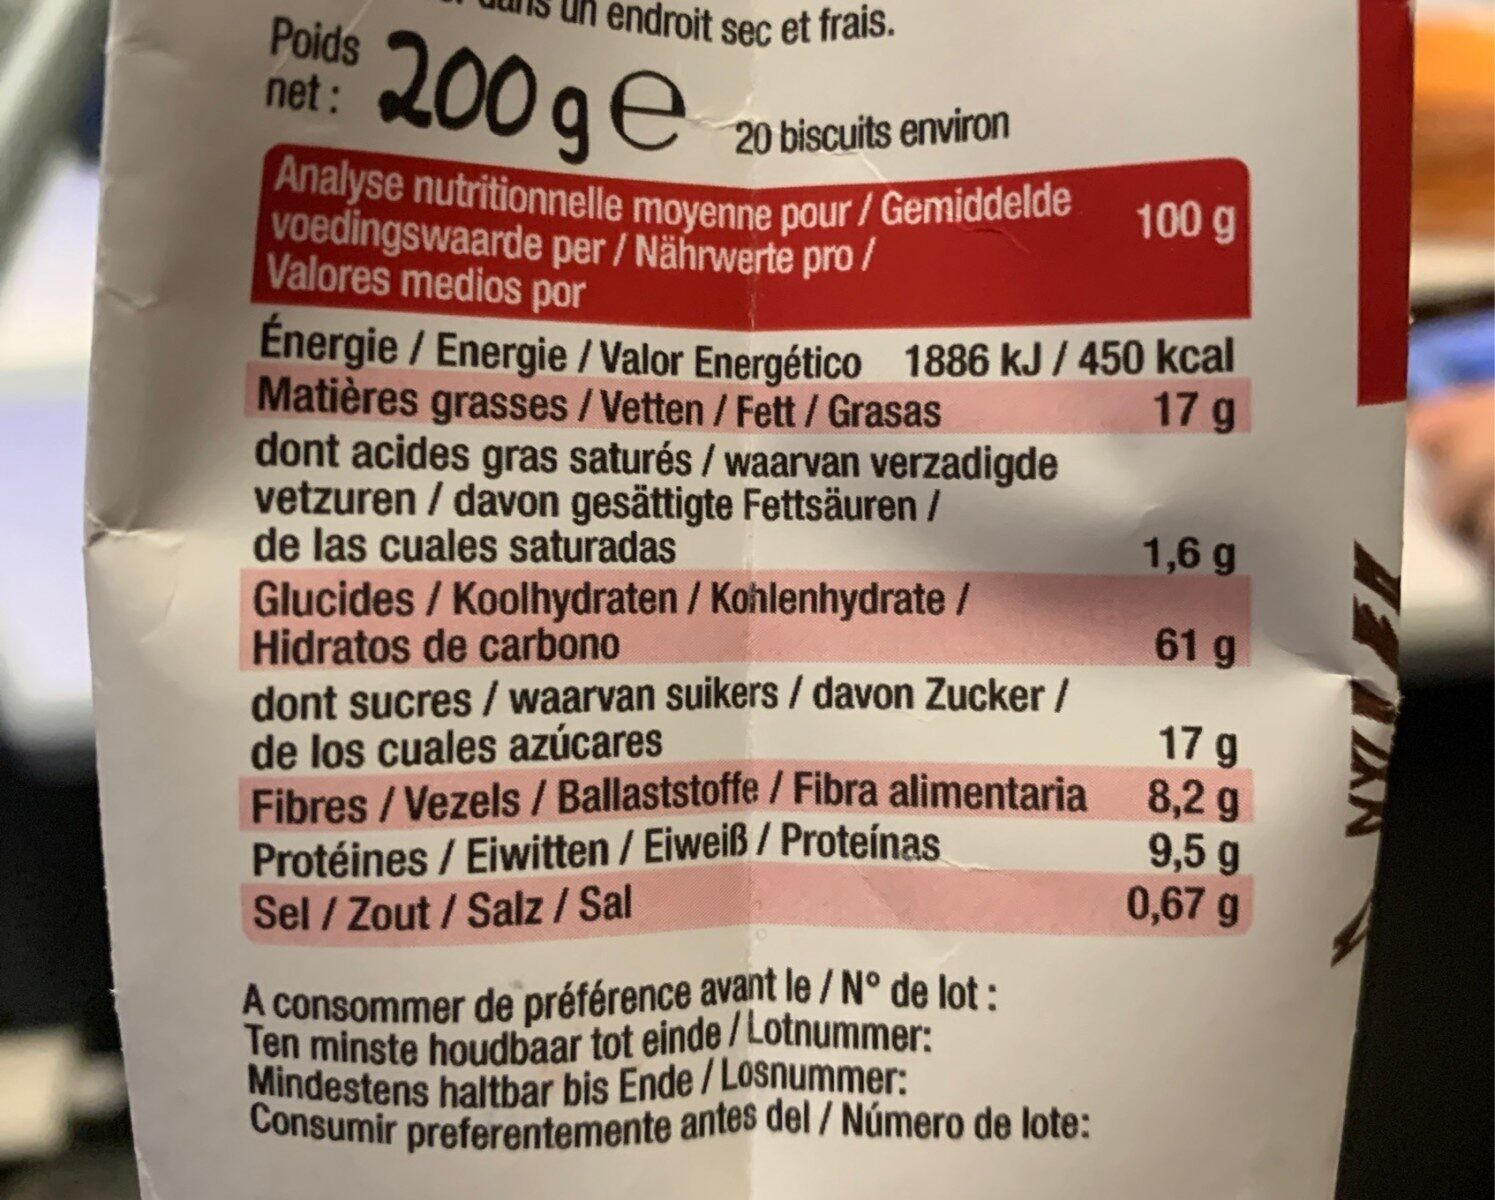 un endroit sec et frais.
Poids
net : 200 g e 20 biscuits environ
Analyse nutritionnelle moyenne pour / Gemiddelde
voedingswaarde per / Nährwerte pro /
Valores medios por
100 g
Énergie / Energie / Valor Energético 1886 kJ / 450 kcal
Matières grasses / Vetten / Fett / Grasas 17 g
dont acides gras saturés / waarvan verzadigde
vetzuren / davon gesättigte Fettsäuren /
de las cuales saturadas 1,6 g
Glucides / Koolhydraten / Kohlenhydrate /
Hidratos de carbono 61 g
dont sucres / waarvan suikers / davon Zucker /
de los cuales azúcares 17 g
Fibres / Vezels / Ballaststoffe / Fibra alimentaria 8,2 g
Protéines / Eiwitten / Eiweiß / Proteínas 9,5 g
Sel / Zout / Salz / Sal 0,67 g
A consommer de préférence avant le / N° de lot :
Ten minste houdbaar tot einde / Lotnummer:
Mindestens haltbar bis Ende / Losnummer:
Consumir preferentemente antes del / Número de lote: